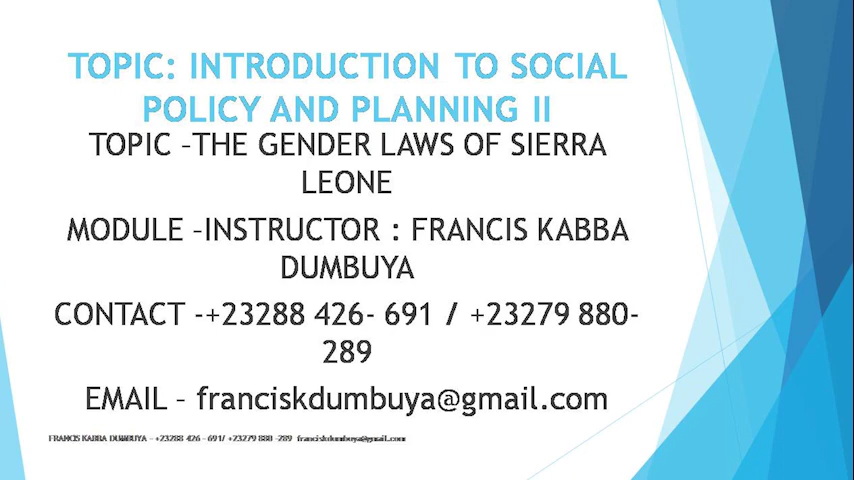 TOPIC: INTRODUCTION TO SOCIAL
POLICY AND PLANNING II
TOPIC –THE GENDER LAWS OF SIERRA
LEONE
MODULE –INSTRUCTOR : FRANCIS KABBA
DUMBUYA
CONTACT -+23288 426- 691 / +23279 880-
289
EMAIL – franciskdumbuya@gmail.com
FRANCIS KABBA DUMBUYA - +23288 426 - 691/ +23279 880 -289 franciskdumbuya@gmail.com